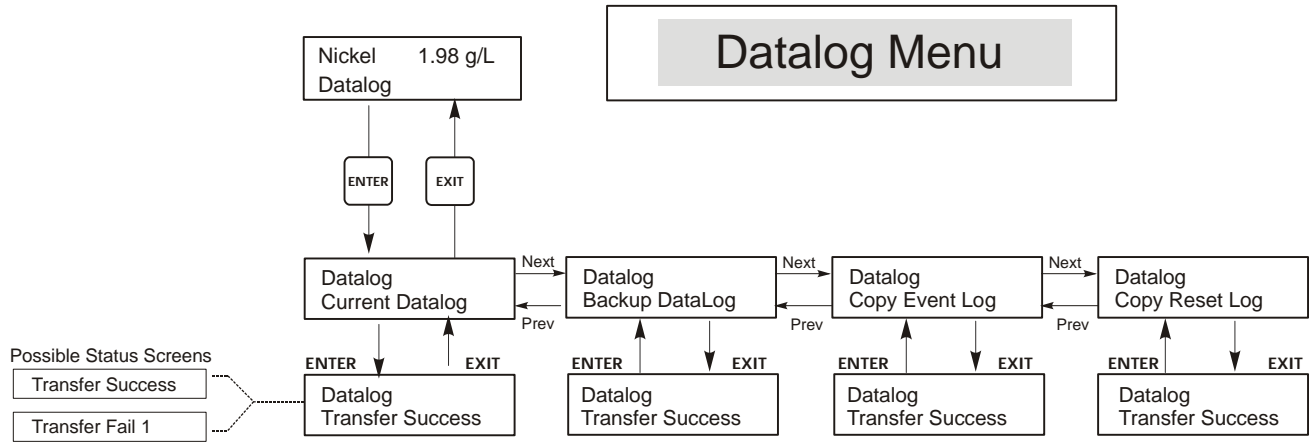 Datalog Menu
Nickel 1.98 g/L
Datalog
ENTER EXIT
Datalog
Current Datalog
Next
Prev
Datalog
Backup DataLog
Next
Prev
Datalog
Copy Event Log
Next
Prev
Datalog
Copy Reset Log
Possible Status Screens
Transfer Success
Transfer Fail 1
ENTER EXIT
Datalog
Transfer Success
ENTER EXIT
Datalog
Transfer Success
ENTER EXIT
Datalog
Transfer Success
ENTER EXIT
Datalog
Transfer Success